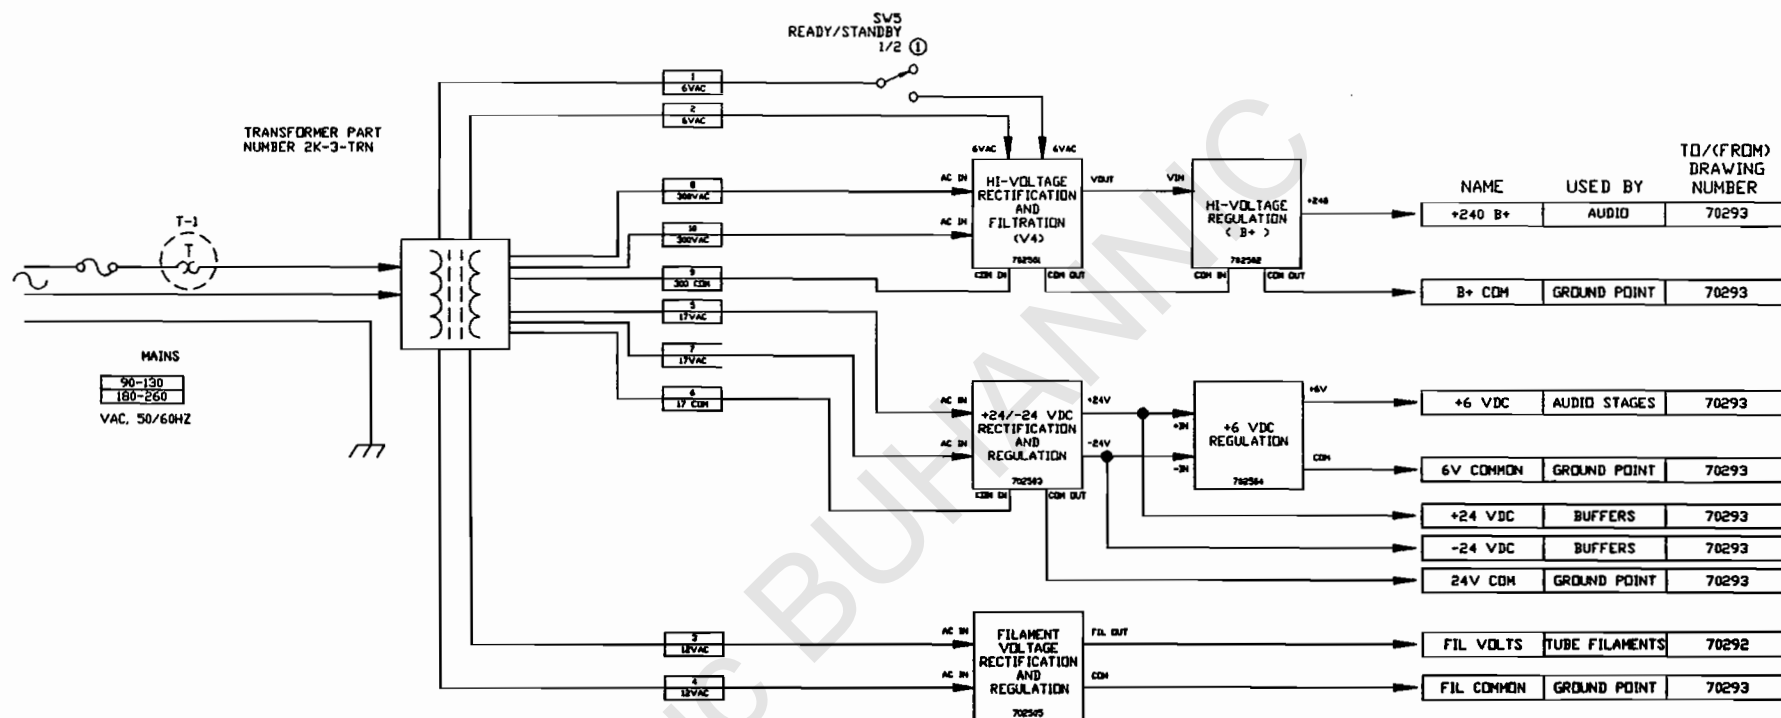 SW5
READY/STANDBY
1/2 ①
1
6VAC
2
6VAC
TRANSFORMER PART
NUMBER 2K-3-TRN
6VAC
6VAC
TO/(FROM)
DRAWING
NUMBER
NAME
USED BY
8
300VAC
AC IN
HI-VOLTAGE
RECTIFICATION
AND
FILTRATION
(V4)
702501
VOUT
VIN
HI-VOLTAGE
REGULATION
( B+ )
702502
+240
+240 B+
AUDIO
70293
10
300VAC
AC IN
T-1
T
9
300 COM
COM IN
COM OUT
COM IN
COM OUT
B+ COM
GROUND POINT
70293
5
17VAC
7
17VAC
6
17 COM
MAINS
90-130
180-260
VAC, 50/60HZ
AC IN
+24/-24 VDC
RECTIFICATION
AND
REGULATION
702503
+24V
+IN
+6 VDC
REGULATION
702504
+6V
+6 VDC
AUDIO STAGES
70293
AC IN
-24V
-IN
COM
6V COMMON
GROUND POINT
70293
COM IN
COM OUT
+24 VDC
BUFFERS
70293
-24 VDC
BUFFERS
70293
24V COM
GROUND POINT
70293
3
12VAC
AC IN
FILAMENT
VOLTAGE
RECTIFICATION
AND
REGULATION
702505
FIL OUT
FIL VOLTS
TUBE FILAMENTS
70292
4
12VAC
AC IN
COM
FIL COMMON
GROUND POINT
70293
C BUHANNIC